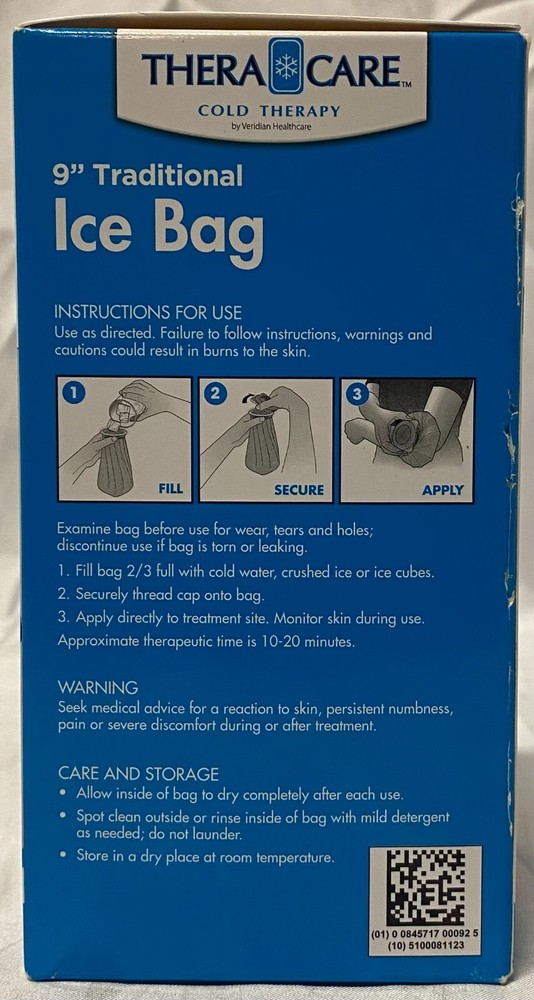 THERA CARE™
COLD THERAPY
by Veridian Healthcare
9” Traditional
Ice Bag
INSTRUCTIONS FOR USE
Use as directed. Failure to follow instructions, warnings and
cautions could result in burns to the skin.
1
FILL
2
SECURE
3
APPLY
Examine bag before use for wear, tears and holes;
discontinue use if bag is torn or leaking.
1. Fill bag 2/3 full with cold water, crushed ice or ice cubes.
2. Securely thread cap onto bag.
3. Apply directly to treatment site. Monitor skin during use.
Approximate therapeutic time is 10-20 minutes.
WARNING
Seek medical advice for a reaction to skin, persistent numbness,
pain or severe discomfort during or after treatment.
CARE AND STORAGE
• Allow inside of bag to dry completely after each use.
• Spot clean outside or rinse inside of bag with mild detergent
as needed; do not launder.
• Store in a dry place at room temperature.
(01) 0 0845717 00092 5
(10) 5100081123